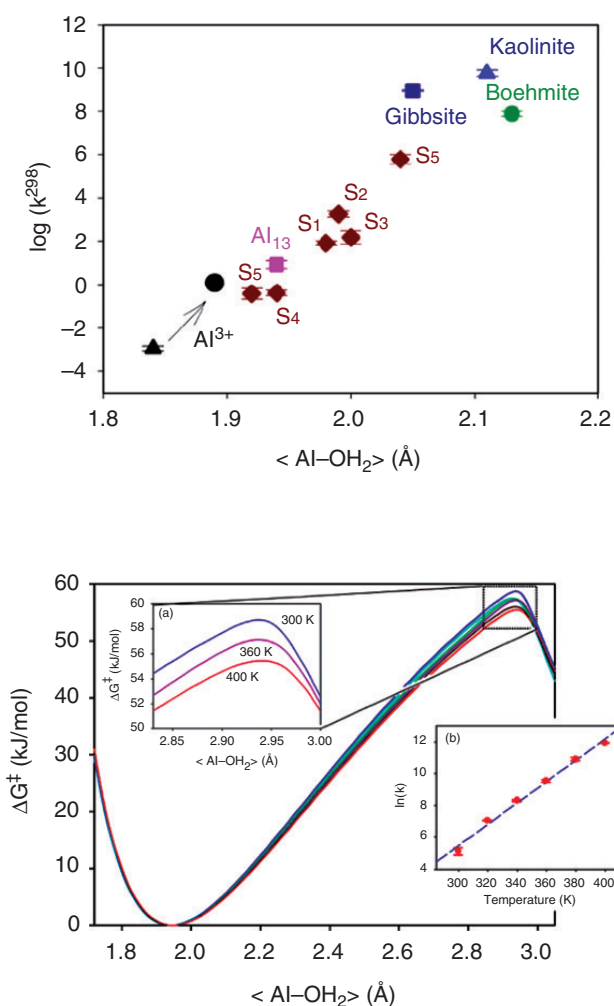 12
10
8
6
4
2
0
−2
−4
log (k²⁹⁸)
Kaolinite
Boehmite
Gibbsite
S₅
S₂
S₁
S₃
Al₁₃
S₅
S₄
Al³⁺
1.8
1.9
2.0
2.1
2.2
< Al–OH₂> (Å)
60
50
40
30
20
10
0
ΔG‡ (kJ/mol)
(a)
60
59
58
57
56
55
54
53
52
51
50
ΔG‡ (kJ/mol)
300 K
360 K
400 K
2.85
2.90
2.95
3.00
< Al–OH₂> (Å)
(b)
12
10
8
6
4
ln(k)
300
320
340
360
380
400
Temperature (K)
1.8
2.0
2.2
2.4
2.6
2.8
3.0
< Al–OH₂> (Å)